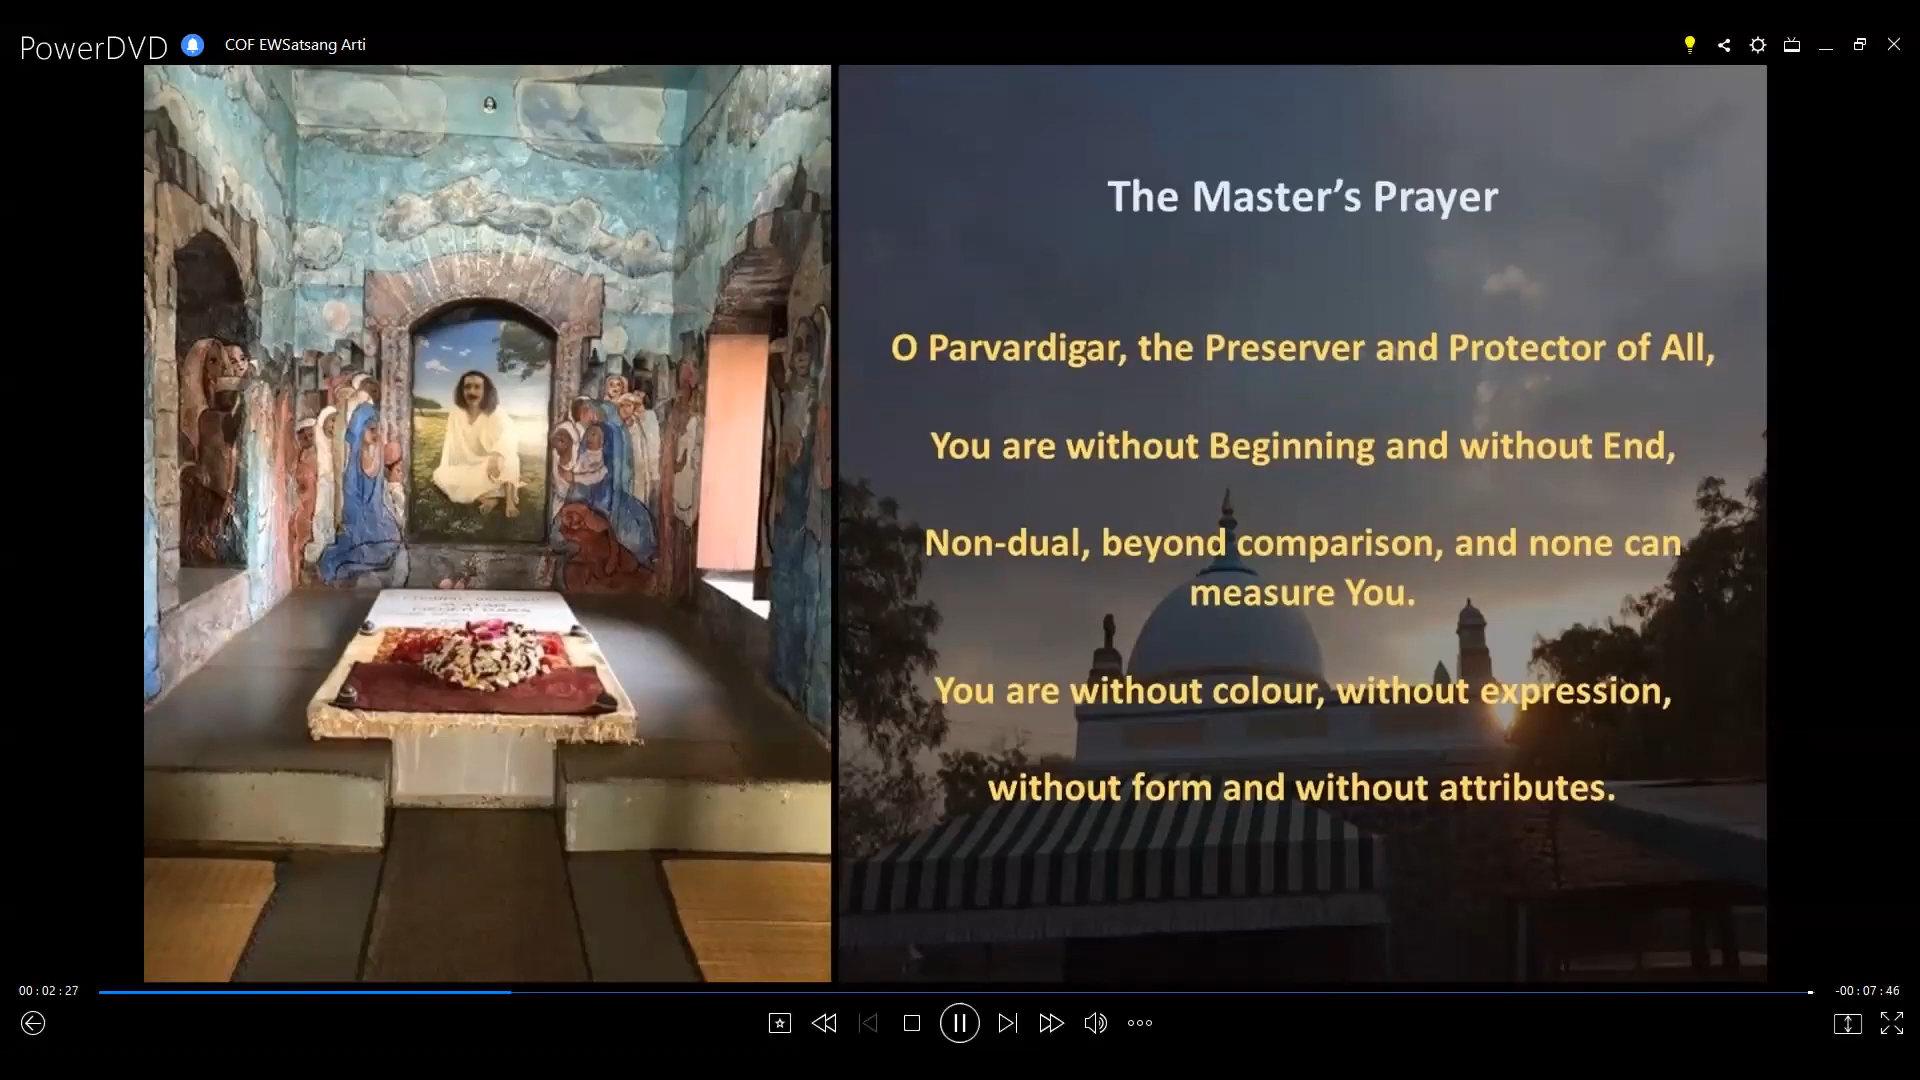 PowerDVD
COF EWSatsang Arti
The Master's Prayer
O Parvardigar, the Preserver and Protector of All,
You are without Beginning and without End,
Non-dual, beyond comparison, and none can
measure You.
You are without colour, without expression,
without form and without attributes.
00 : 02 : 27
-00 : 07 : 46